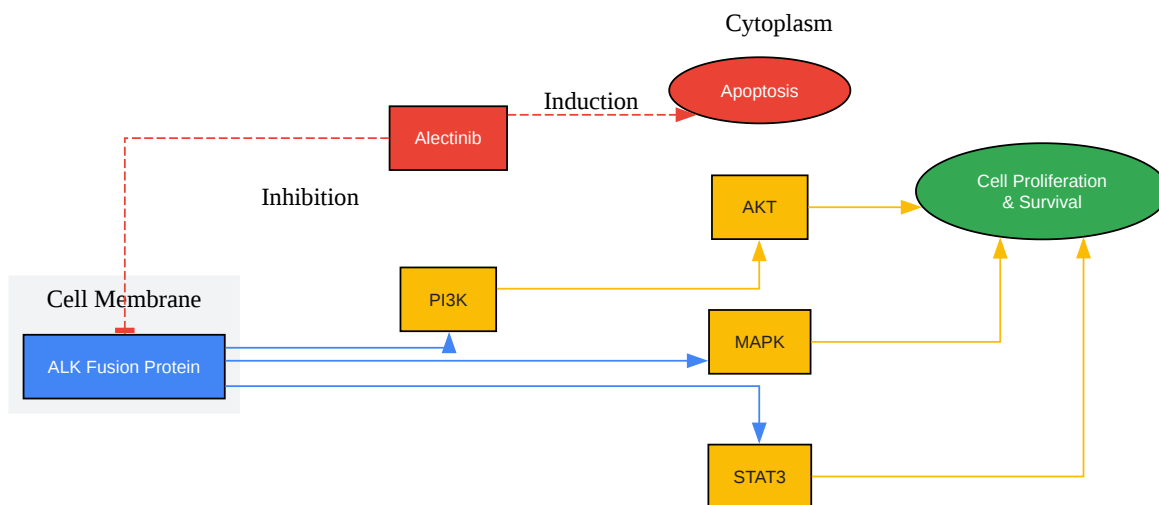 Cytoplasm
Apoptosis
Induction
Alectinib
Cell Proliferation
& Survival
Inhibition
AKT
Cell Membrane
PI3K
MAPK
ALK Fusion Protein
STAT3